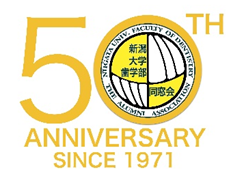 50TH
NIIGATA UNIV. FACULTY OF DENTISTRY
新潟
大学
歯学部
同窓会
THE ALUMNI ASSOCIATION
ANNIVERSARY
SINCE 1971